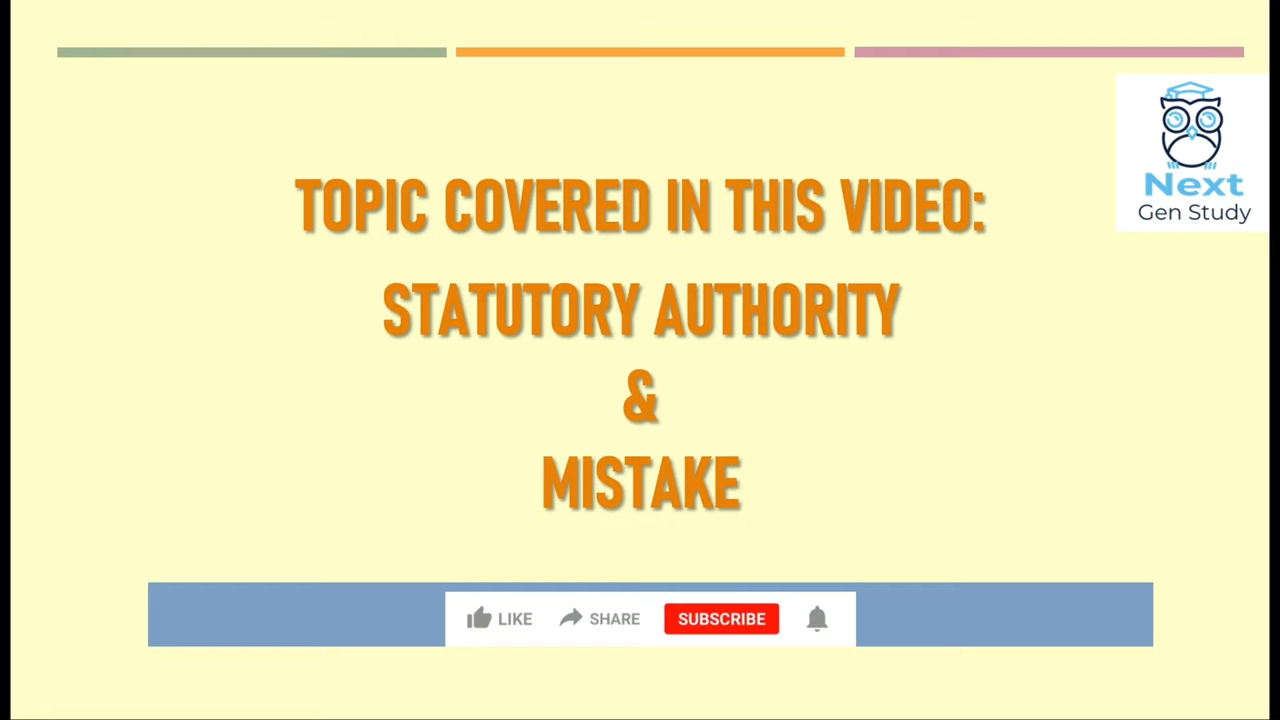 Next
Gen Study
TOPIC COVERED IN THIS VIDEO:
STATUTORY AUTHORITY
&
MISTAKE
LIKE SHARE SUBSCRIBE